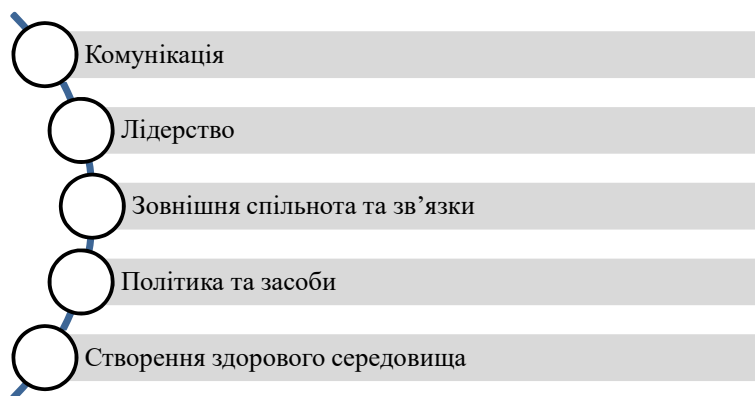 Комунікація
Лідерство
Зовнішня спільнота та зв’язки
Політика та засоби
Створення здорового середовища